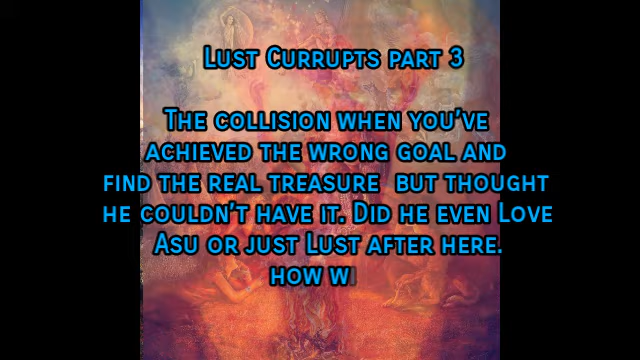 Lust Currupts part 3
The collision when you've
achieved the wrong goal and
find the real treasure but thought
he couldn't have it. Did he even Love
Asu or just Lust after here.
how w